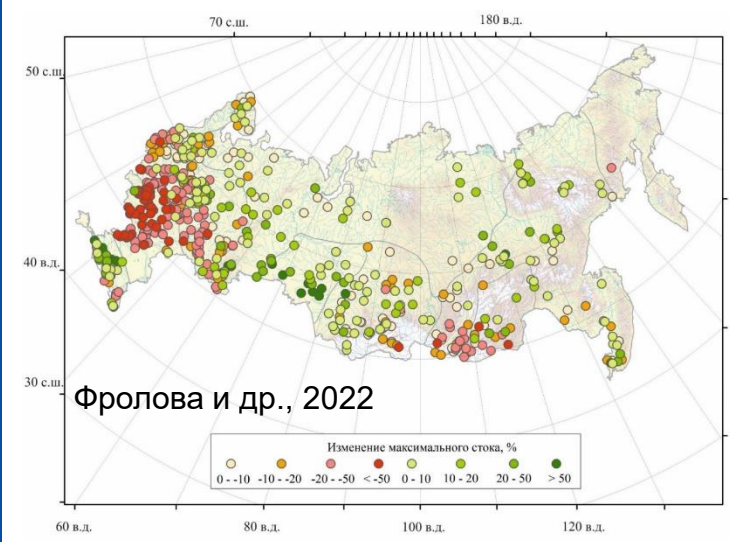 70 с.ш.
180 в.д.
50 с.ш.
40 в.д.
30 с.ш.
Фролова и др., 2022
Изменение максимального стока, %
0 - -10 -10 - -20 -20 - -50 < -50 0 - 10 10 - 20 20 - 50 > 50
60 в.д. 80 в.д. 100 в.д. 120 в.д.